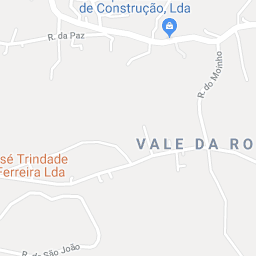 de Construção, Lda
R. da Paz
R. do Moinho
VALE DA RO
sé Trindade
Ferreira Lda
R. de São João